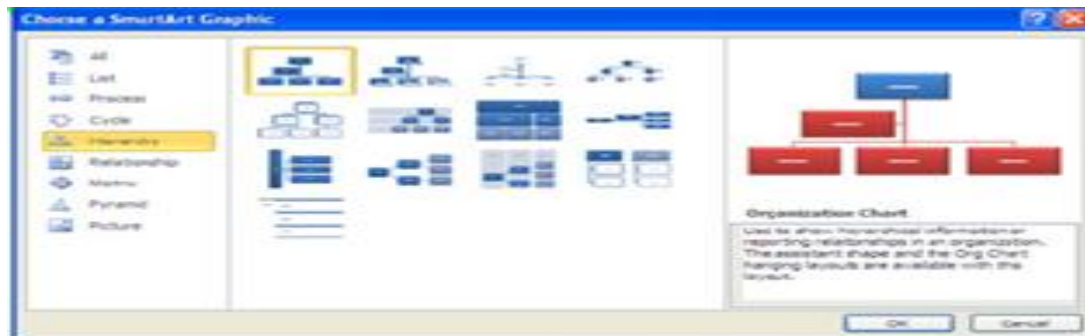 Choose a SmartArt Graphic
All
List
Process
Cycle
Hierarchy
Relationship
Matrix
Pyramid
Picture
Organization Chart
Used to show hierarchical information or
reporting relationships in an organization.
The assistant shape and the Org Chart
hanging layouts are available with this
layout.
OK
Cancel